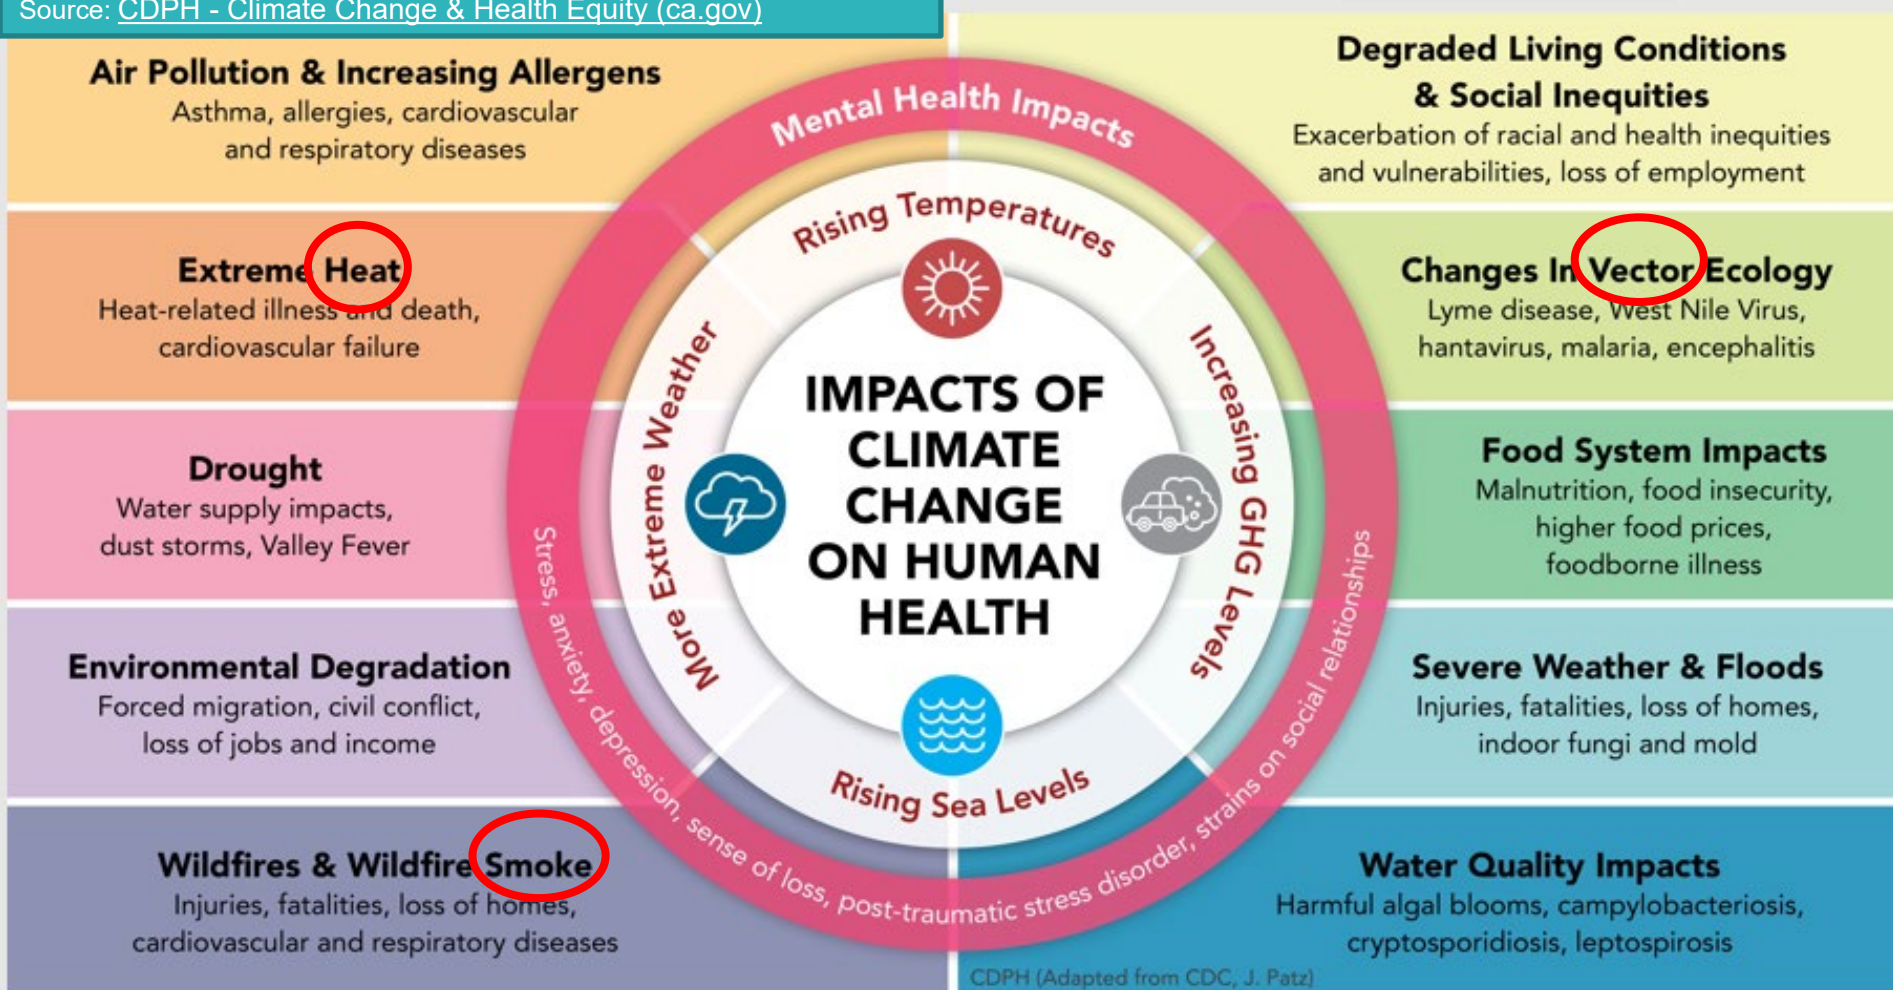 Source: CDPH - Climate Change & Health Equity (ca.gov)
Air Pollution & Increasing Allergens
Asthma, allergies, cardiovascular
and respiratory diseases
Extreme Heat
Heat-related illness and death,
cardiovascular failure
Drought
Water supply impacts,
dust storms, Valley Fever
Environmental Degradation
Forced migration, civil conflict,
loss of jobs and income
Wildfires & Wildfire Smoke
Injuries, fatalities, loss of homes,
cardiovascular and respiratory diseases
Mental Health Impacts
Stress, anxiety, depression, sense of loss, post-traumatic stress disorder, strains on social relationships
Rising Temperatures
More Extreme Weather
Increasing GHG Levels
Rising Sea Levels
IMPACTS OF
CLIMATE
CHANGE
ON HUMAN
HEALTH
Degraded Living Conditions
& Social Inequities
Exacerbation of racial and health inequities
and vulnerabilities, loss of employment
Changes In Vector Ecology
Lyme disease, West Nile Virus,
hantavirus, malaria, encephalitis
Food System Impacts
Malnutrition, food insecurity,
higher food prices,
foodborne illness
Severe Weather & Floods
Injuries, fatalities, loss of homes,
indoor fungi and mold
Water Quality Impacts
Harmful algal blooms, campylobacteriosis,
cryptosporidiosis, leptospirosis
CDPH (Adapted from CDC, J. Patz)